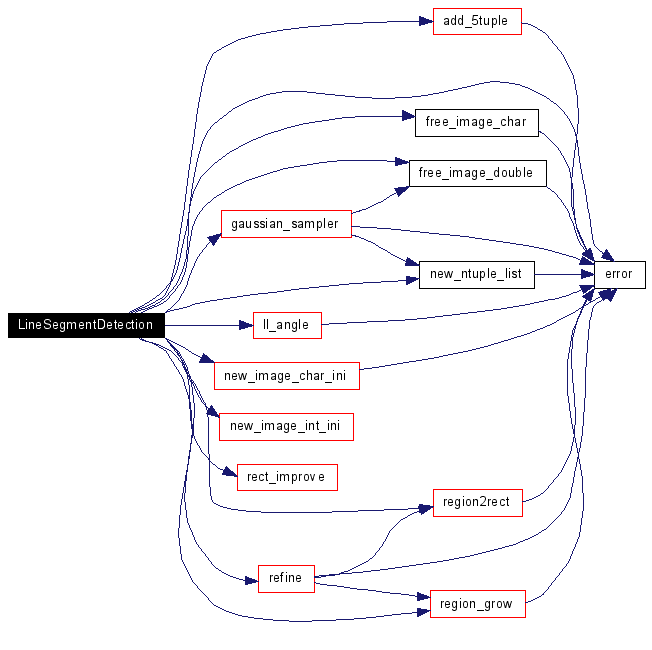 add_5tuple
free_image_char
free_image_double
gaussian_sampler
new_ntuple_list
error
LineSegmentDetection
ll_angle
new_image_char_ini
new_image_int_ini
rect_improve
region2rect
refine
region_grow